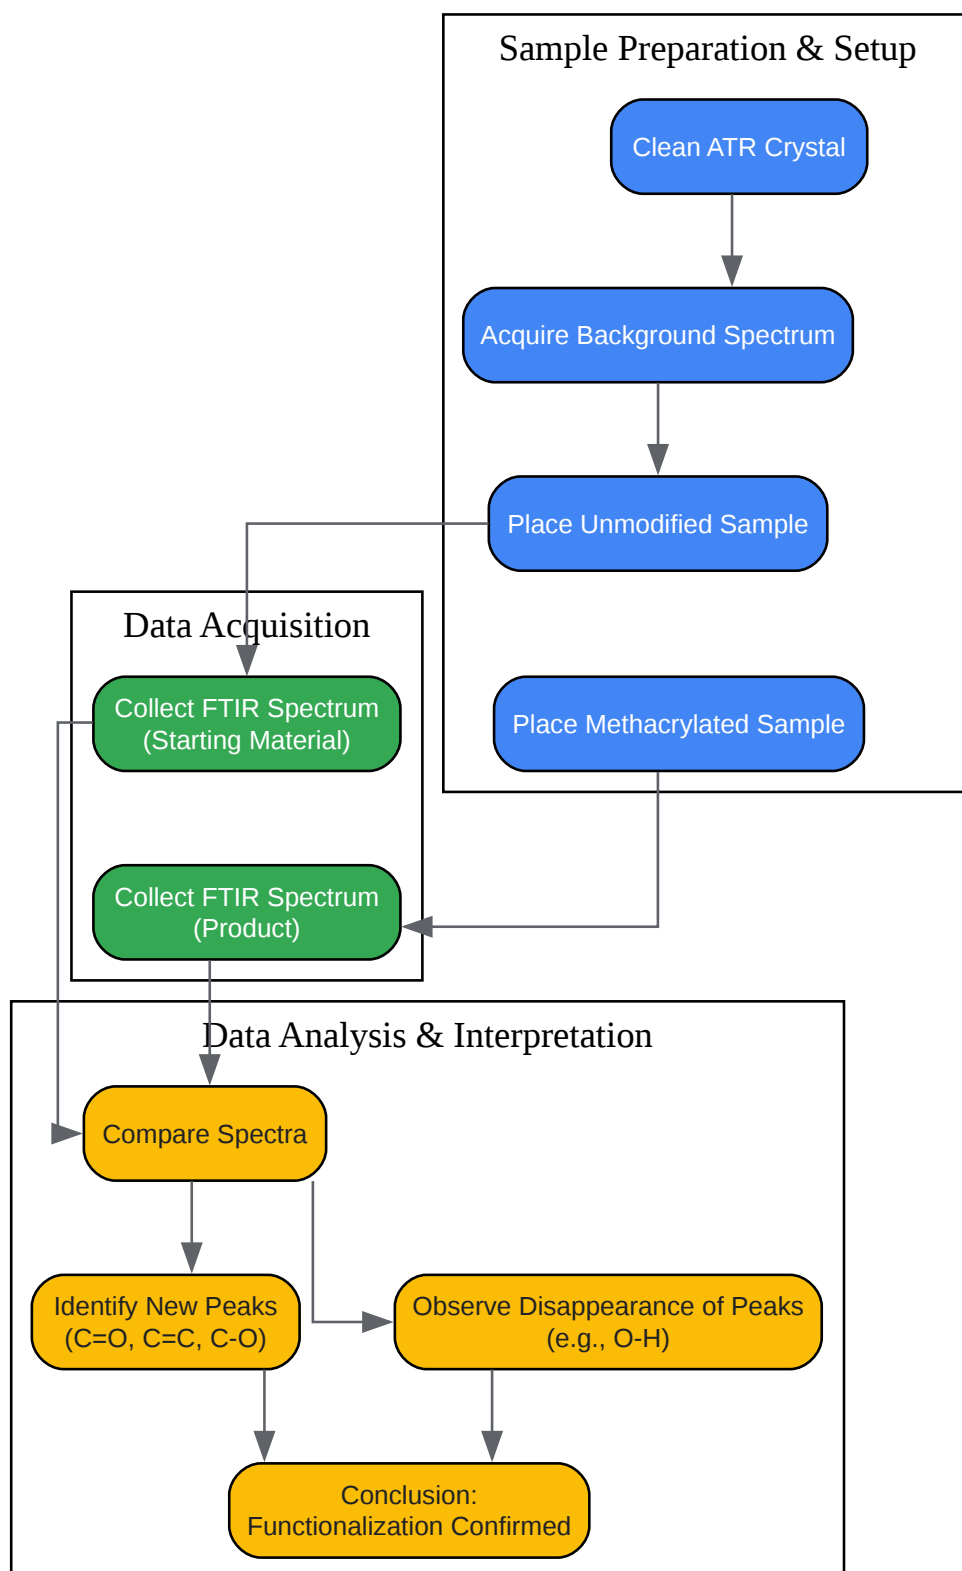 Sample Preparation & Setup
Clean ATR Crystal
Acquire Background Spectrum
Place Unmodified Sample
Data Acquisition
Collect FTIR Spectrum
(Starting Material)
Place Methacrylated Sample
Collect FTIR Spectrum
(Product)
Data Analysis & Interpretation
Compare Spectra
Identify New Peaks
(C=O, C=C, C-O)
Observe Disappearance of Peaks
(e.g., O-H)
Conclusion:
Functionalization Confirmed